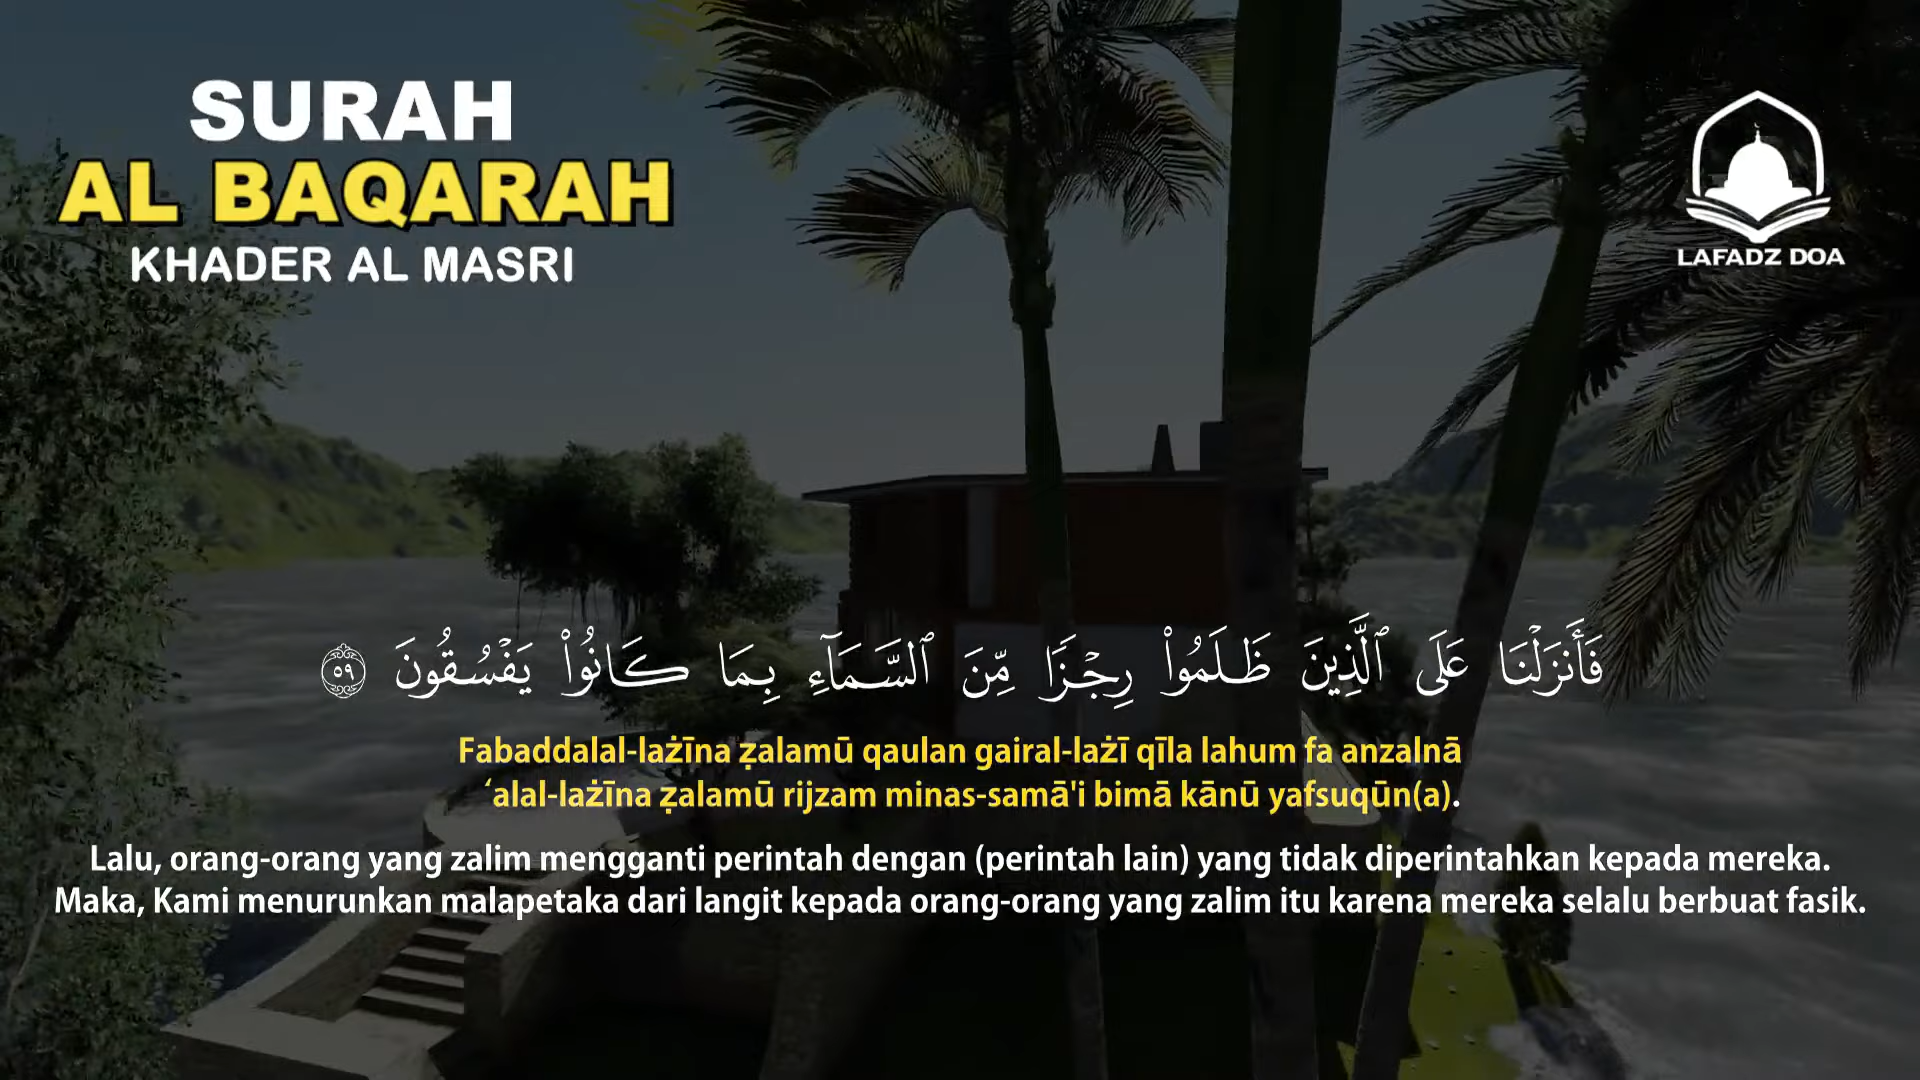 SURAH
AL BAQARAH
KHADER AL MASRI
LAFADZ DOA
فَأَنزَلْنَا عَلَى ٱلَّذِينَ ظَلَمُوا۟ رِجْزًا مِّنَ ٱلسَّمَآءِ بِمَا كَانُوا۟ يَفْسُقُونَ ٥٩
Fabaddalal-lażīna ẓalamū qaulan gairal-lażī qīla lahum fa anzalnā
‘alal-lażīna ẓalamū rijzam minas-samā'i bimā kānū yafsuqūn(a).
Lalu, orang-orang yang zalim mengganti perintah dengan (perintah lain) yang tidak diperintahkan kepada mereka.
Maka, Kami menurunkan malapetaka dari langit kepada orang-orang yang zalim itu karena mereka selalu berbuat fasik.